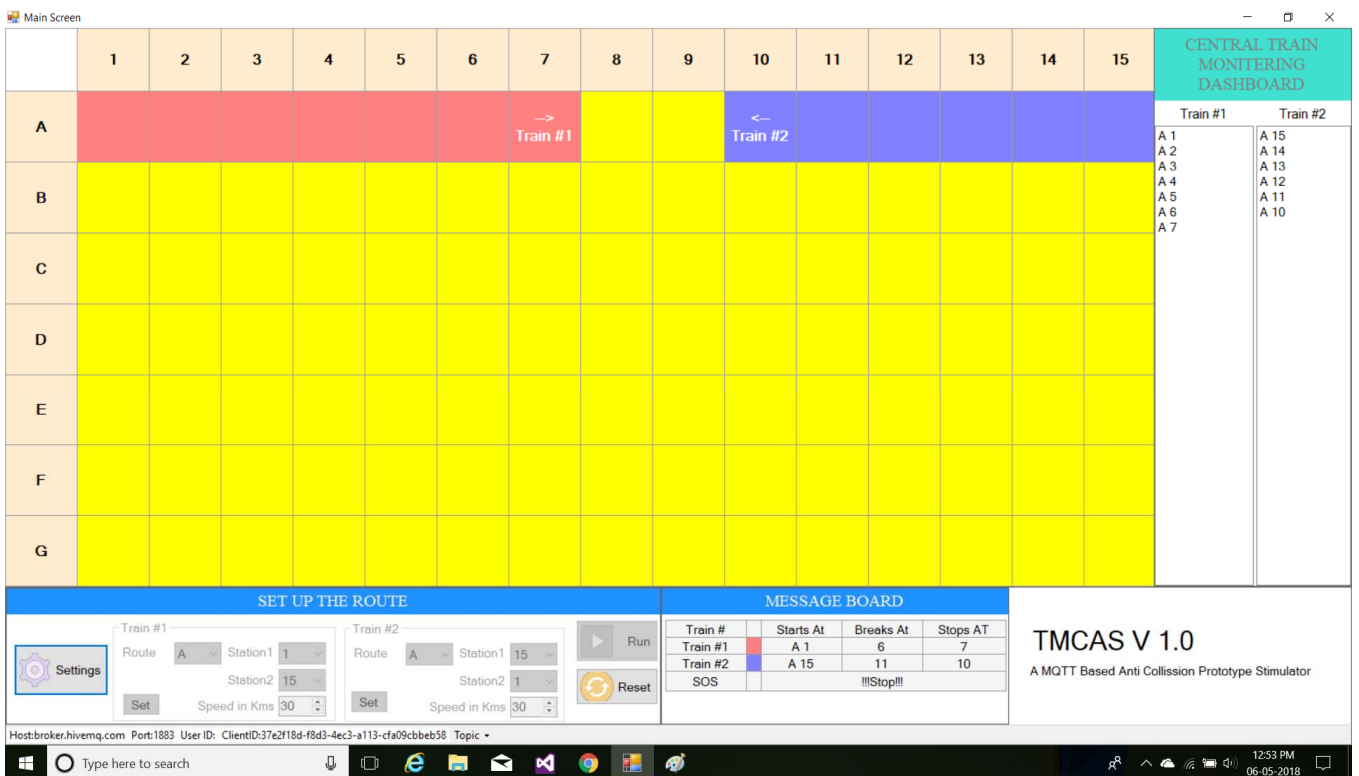 Main Screen
1 2 3 4 5 6 7 8 9 10 11 12 13 14 15
CENTRAL TRAIN
MONITERING
DASHBOARD
A
--> 
Train #1
<--
Train #2
B
C
D
E
F
G
Train #1 Train #2
A 1 A 15
A 2 A 14
A 3 A 13
A 4 A 12
A 5 A 11
A 6 A 10
A 7
SET UP THE ROUTE
Settings
Train #1
Route A Station1 1
Station2 15
Set Speed in Kms 30
Train #2
Route A Station1 15
Station2 1
Set Speed in Kms 30
Run
Reset
MESSAGE BOARD
Train # Starts At Breaks At Stops AT
Train #1 A 1 6 7
Train #2 A 15 11 10
SOS !!!Stop!!!
TMCAS V 1.0
A MQTT Based Anti Collission Prototype Stimulator
Host:broker.hivemq.com Port:1883 User ID: ClientID:37e2f18d-f8d3-4ec3-a113-cfa09cbbeb58 Topic
Type here to search
12:53 PM
06-05-2018